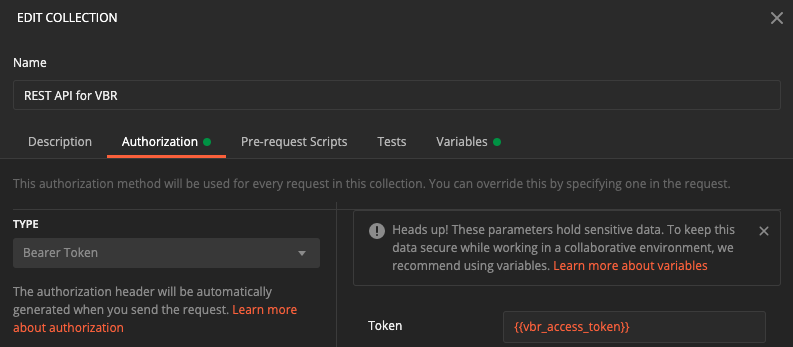 EDIT COLLECTION
Name
REST API for VBR
Description Authorization Pre-request Scripts Tests Variables
This authorization method will be used for every request in this collection. You can override this by specifying one in the request.
TYPE
Bearer Token
The authorization header will be automatically
generated when you send the request. Learn more
about authorization
Heads up! These parameters hold sensitive data. To keep this
data secure while working in a collaborative environment, we
recommend using variables. Learn more about variables
Token
{{vbr_access_token}}